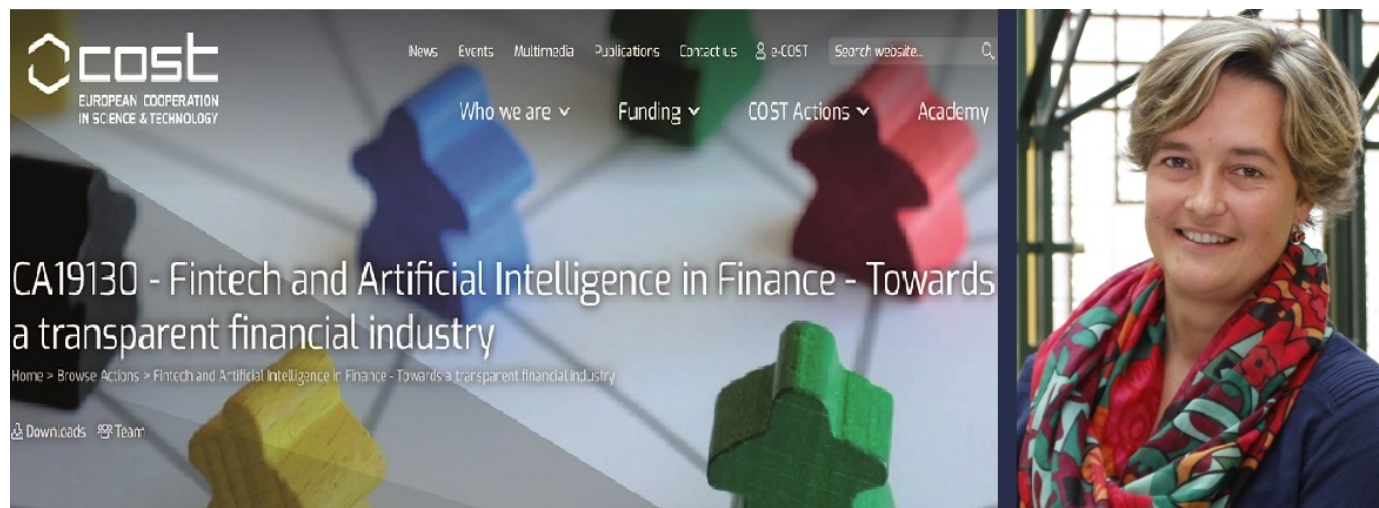 cost
EUROPEAN COOPERATION
IN SCIENCE & TECHNOLOGY
News Events Multimedia Publications Contact us e-COST Search website...
Who we are Funding COST Actions Academy
CA19130 - Fintech and Artificial Intelligence in Finance - Towards
a transparent financial industry
Home > Browse Actions > Fintech and Artificial Intelligence in Finance - Towards a transparent financial industry
Downloads Team